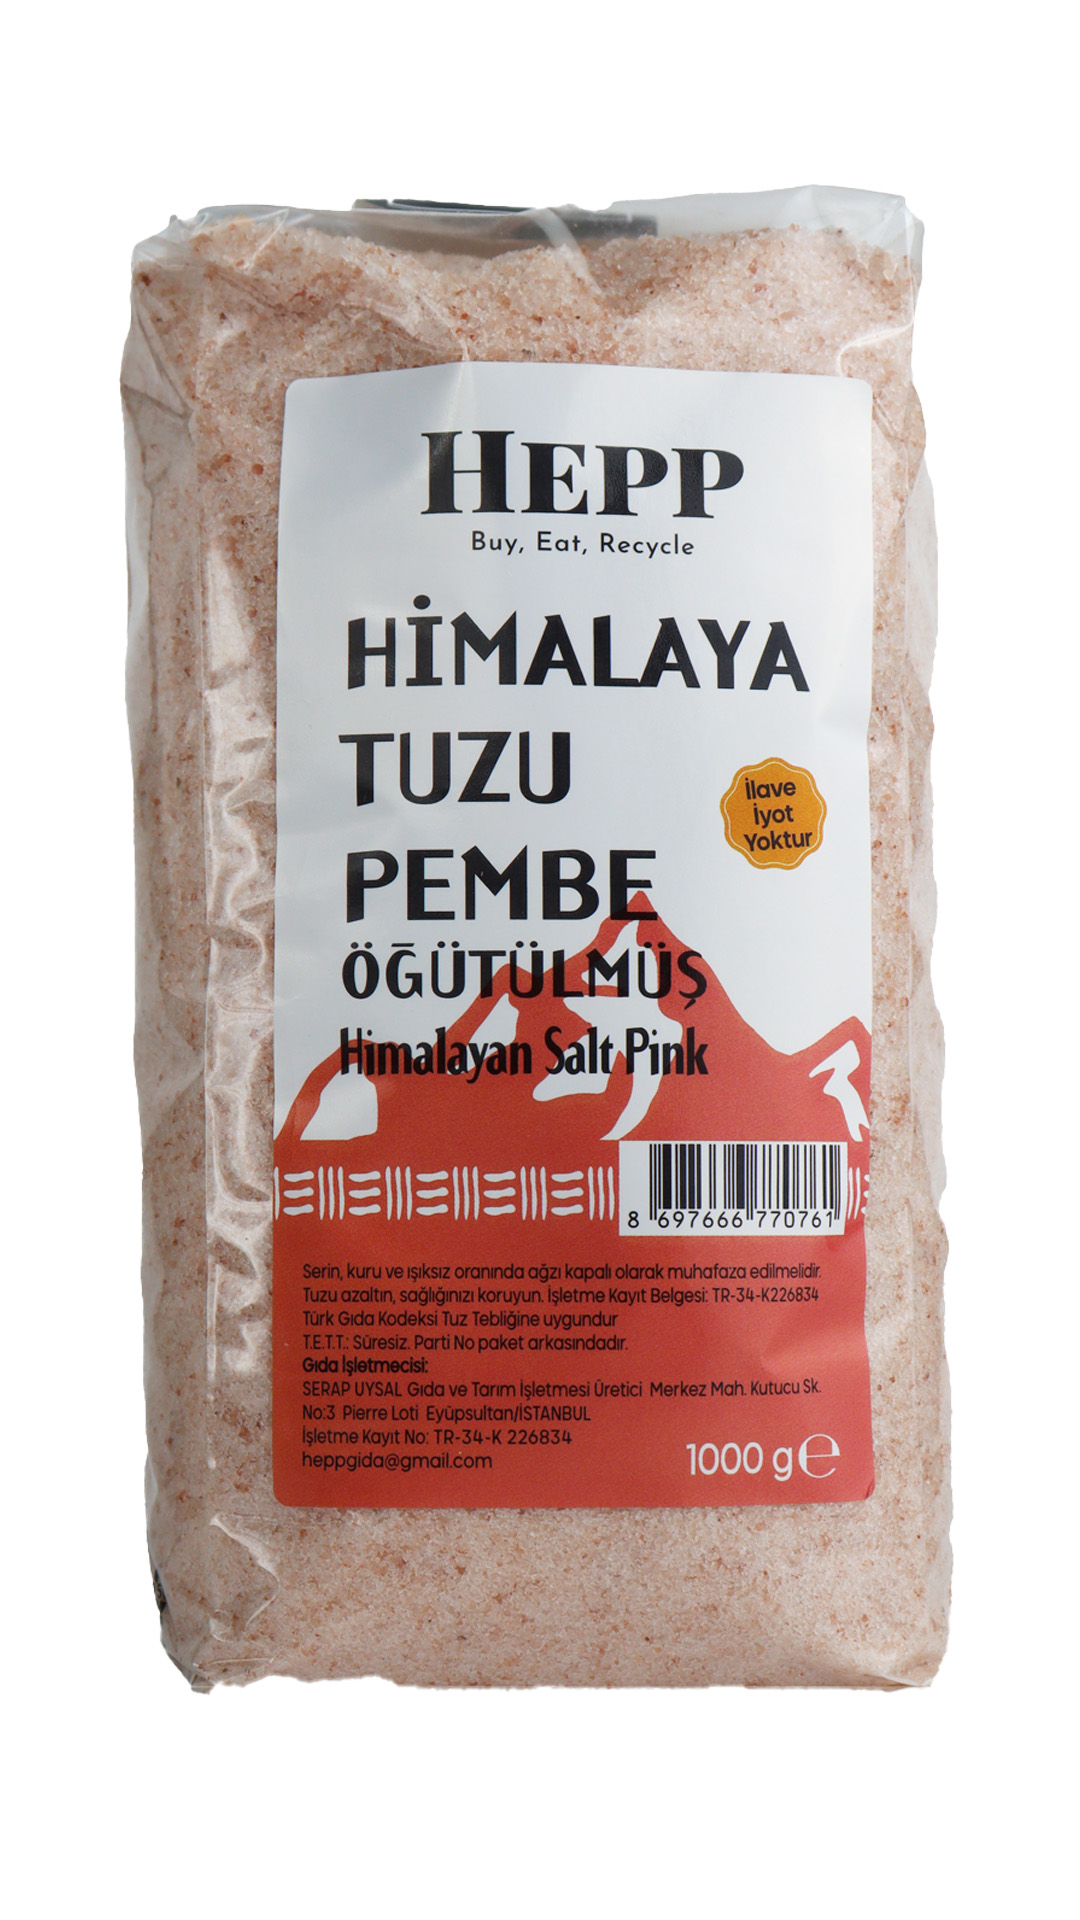 HEPP
Buy, Eat, Recycle
HİMALAYA
TUZU
PEMBE
ÖĞÜTÜLMÜŞ
Himalayan Salt Pink
İlave
İyot
Yoktur
8 697666 770761
Serin, kuru ve ışıksız oranında ağzı kapalı olarak muhafaza edilmelidir.
Tuzu azaltın, sağlığınızı koruyun. İşletme Kayıt Belgesi: TR-34-K226834
Türk Gıda Kodeksi Tuz Tebliğine uygundur
T.E.T.T.: Süresiz. Parti No paket arkasındadır.
Gıda İşletmecisi:
SERAP UYSAL Gıda ve Tarım İşletmesi Üretici Merkez Mah. Kutucu Sk.
No:3 Pierre Loti Eyüpsultan/İSTANBUL
İşletme Kayıt No: TR-34-K 226834
heppgida@gmail.com
1000 g℮